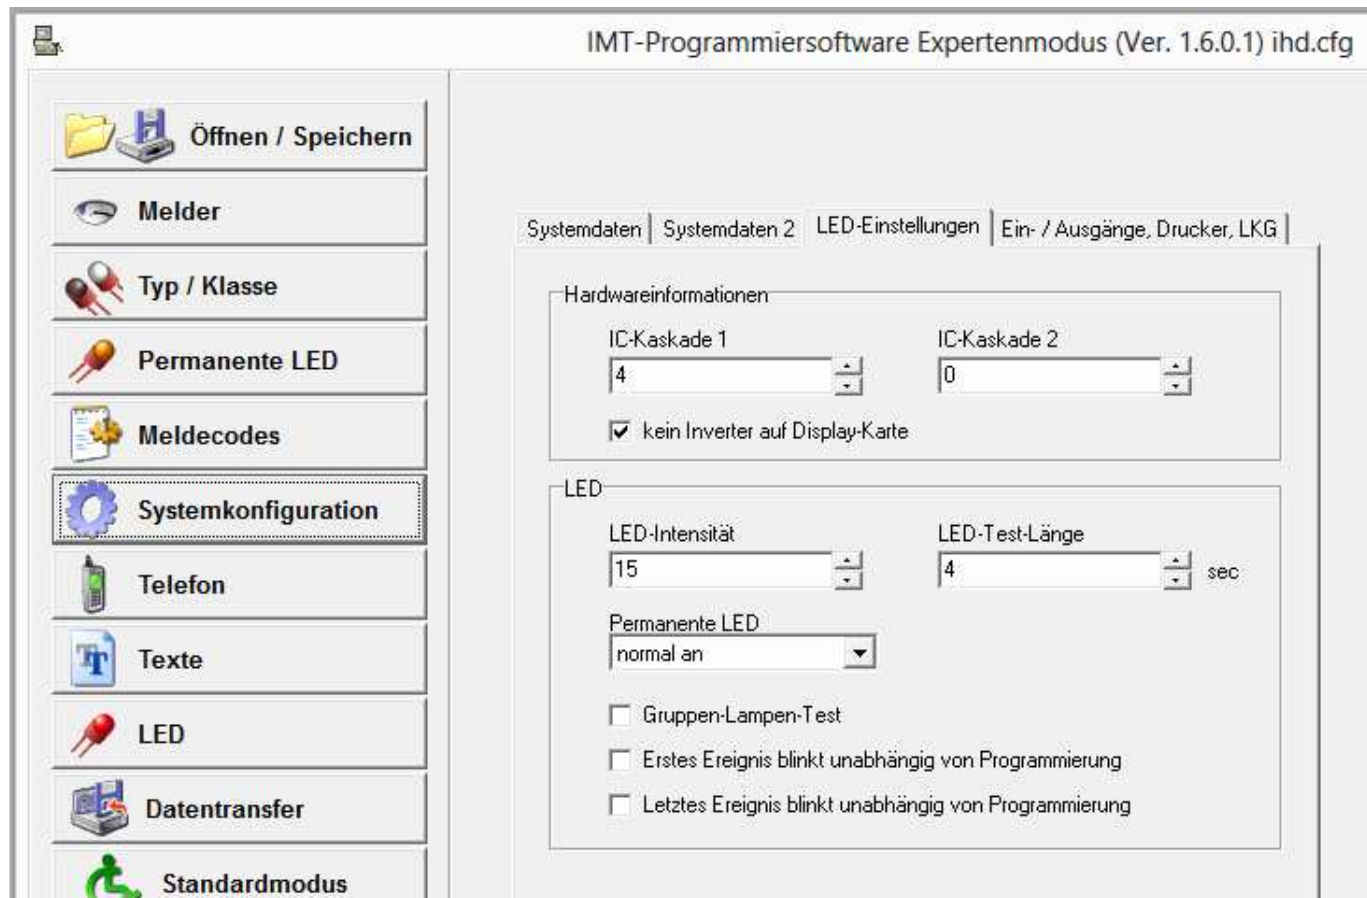 IMT-Programmiersoftware Expertenmodus (Ver. 1.6.0.1) ihd.cfg
Öffnen / Speichern
Melder
Typ / Klasse
Permanente LED
Meldecodes
Systemkonfiguration
Telefon
Texte
LED
Datentransfer
Standardmodus
Systemdaten Systemdaten 2 LED-Einstellungen Ein- / Ausgänge, Drucker, LKG
Hardwareinformationen
IC-Kaskade 1 IC-Kaskade 2
4 0
kein Inverter auf Display-Karte
LED
LED-Intensität LED-Test-Länge
15 4 sec
Permanente LED
normal an
Gruppen-Lampen-Test
Erstes Ereignis blinkt unabhängig von Programmierung
Letztes Ereignis blinkt unabhängig von Programmierung